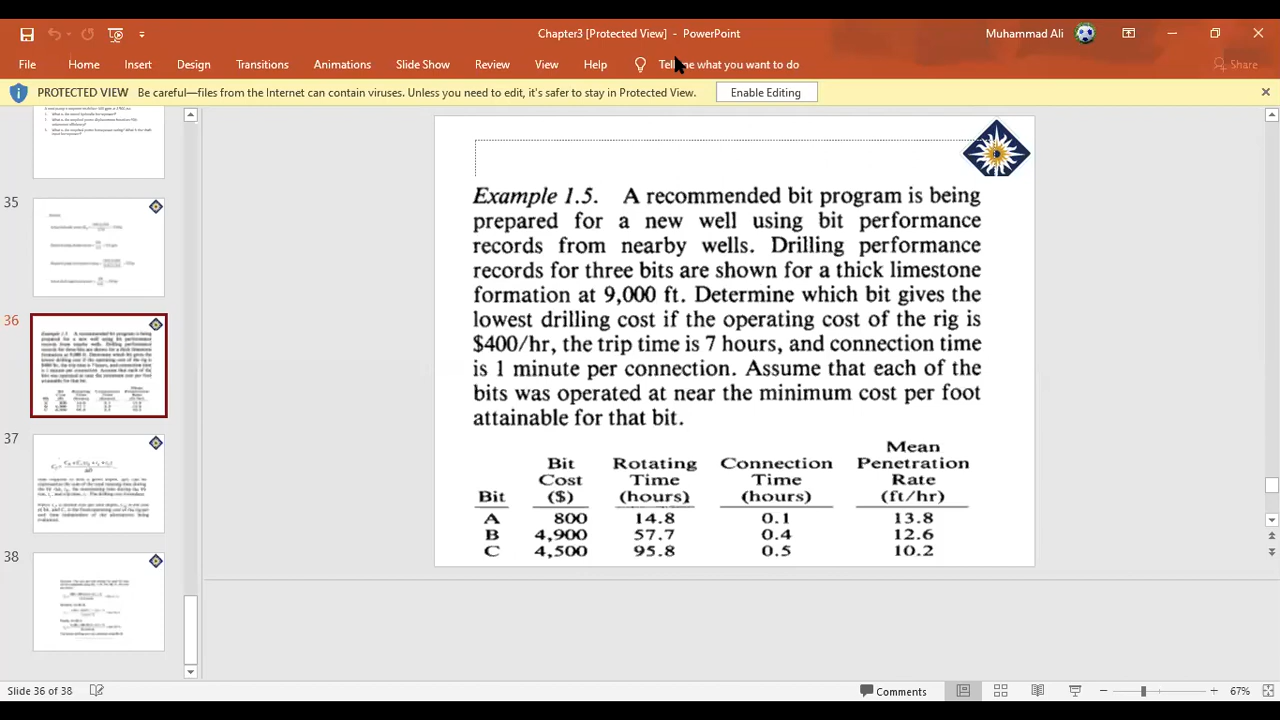 Chapter3 [Protected View] - PowerPoint
Muhammad Ali
File Home Insert Design Transitions Animations Slide Show Review View Help Tell me what you want to do Share
PROTECTED VIEW Be careful—files from the Internet can contain viruses. Unless you need to edit, it's safer to stay in Protected View. Enable Editing
35
36
37
38
Example 1.5. A recommended bit program is being
prepared for a new well using bit performance
records from nearby wells. Drilling performance
records for three bits are shown for a thick limestone
formation at 9,000 ft. Determine which bit gives the
lowest drilling cost if the operating cost of the rig is
$400/hr, the trip time is 7 hours, and connection time
is 1 minute per connection. Assume that each of the
bits was operated at near the minimum cost per foot
attainable for that bit.
Mean
Bit Rotating Connection Penetration
Cost Time Time Rate
Bit ($) (hours) (hours) (ft/hr)
A 800 14.8 0.1 13.8
B 4,900 57.7 0.4 12.6
C 4,500 95.8 0.5 10.2
Slide 36 of 38
Comments
67%